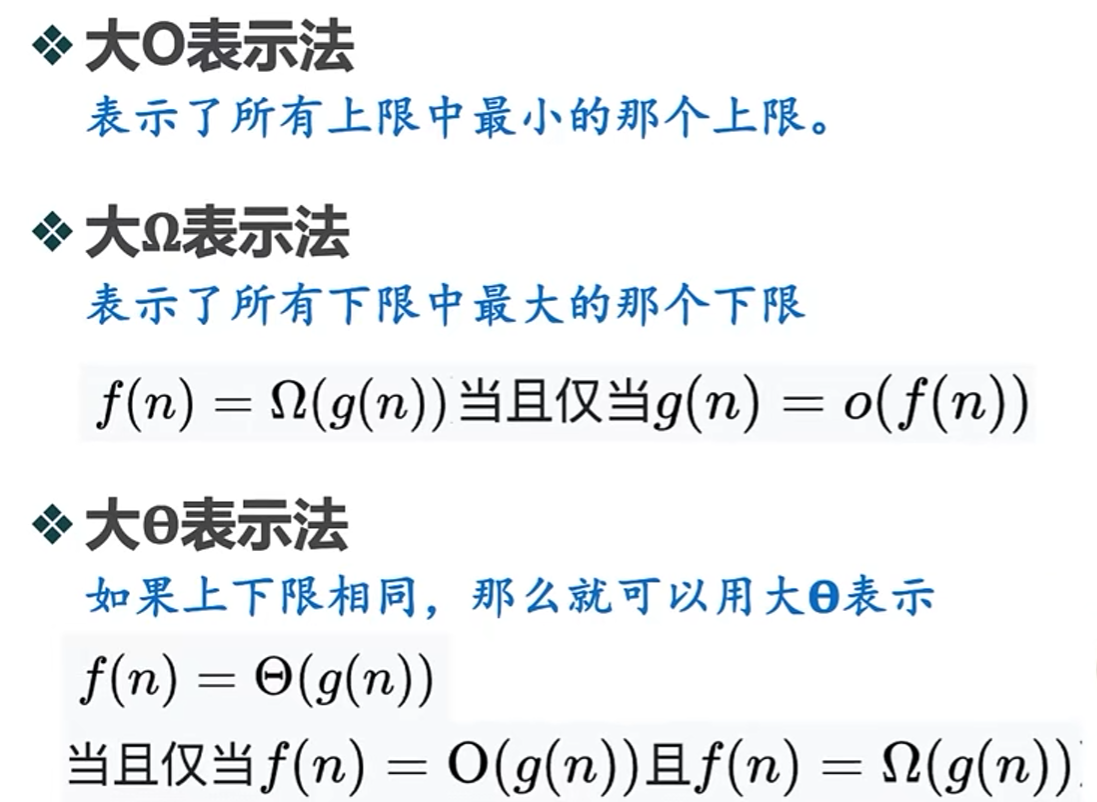 ❖ 大O表示法
表示了所有上限中最小的那个上限。
❖ 大Ω表示法
表示了所有下限中最大的那个下限
f(n) = Ω(g(n))当且仅当g(n) = o(f(n))
❖ 大Θ表示法
如果上下限相同，那么就可以用大Θ表示
f(n) = Θ(g(n))
当且仅当f(n) = O(g(n))且f(n) = Ω(g(n))